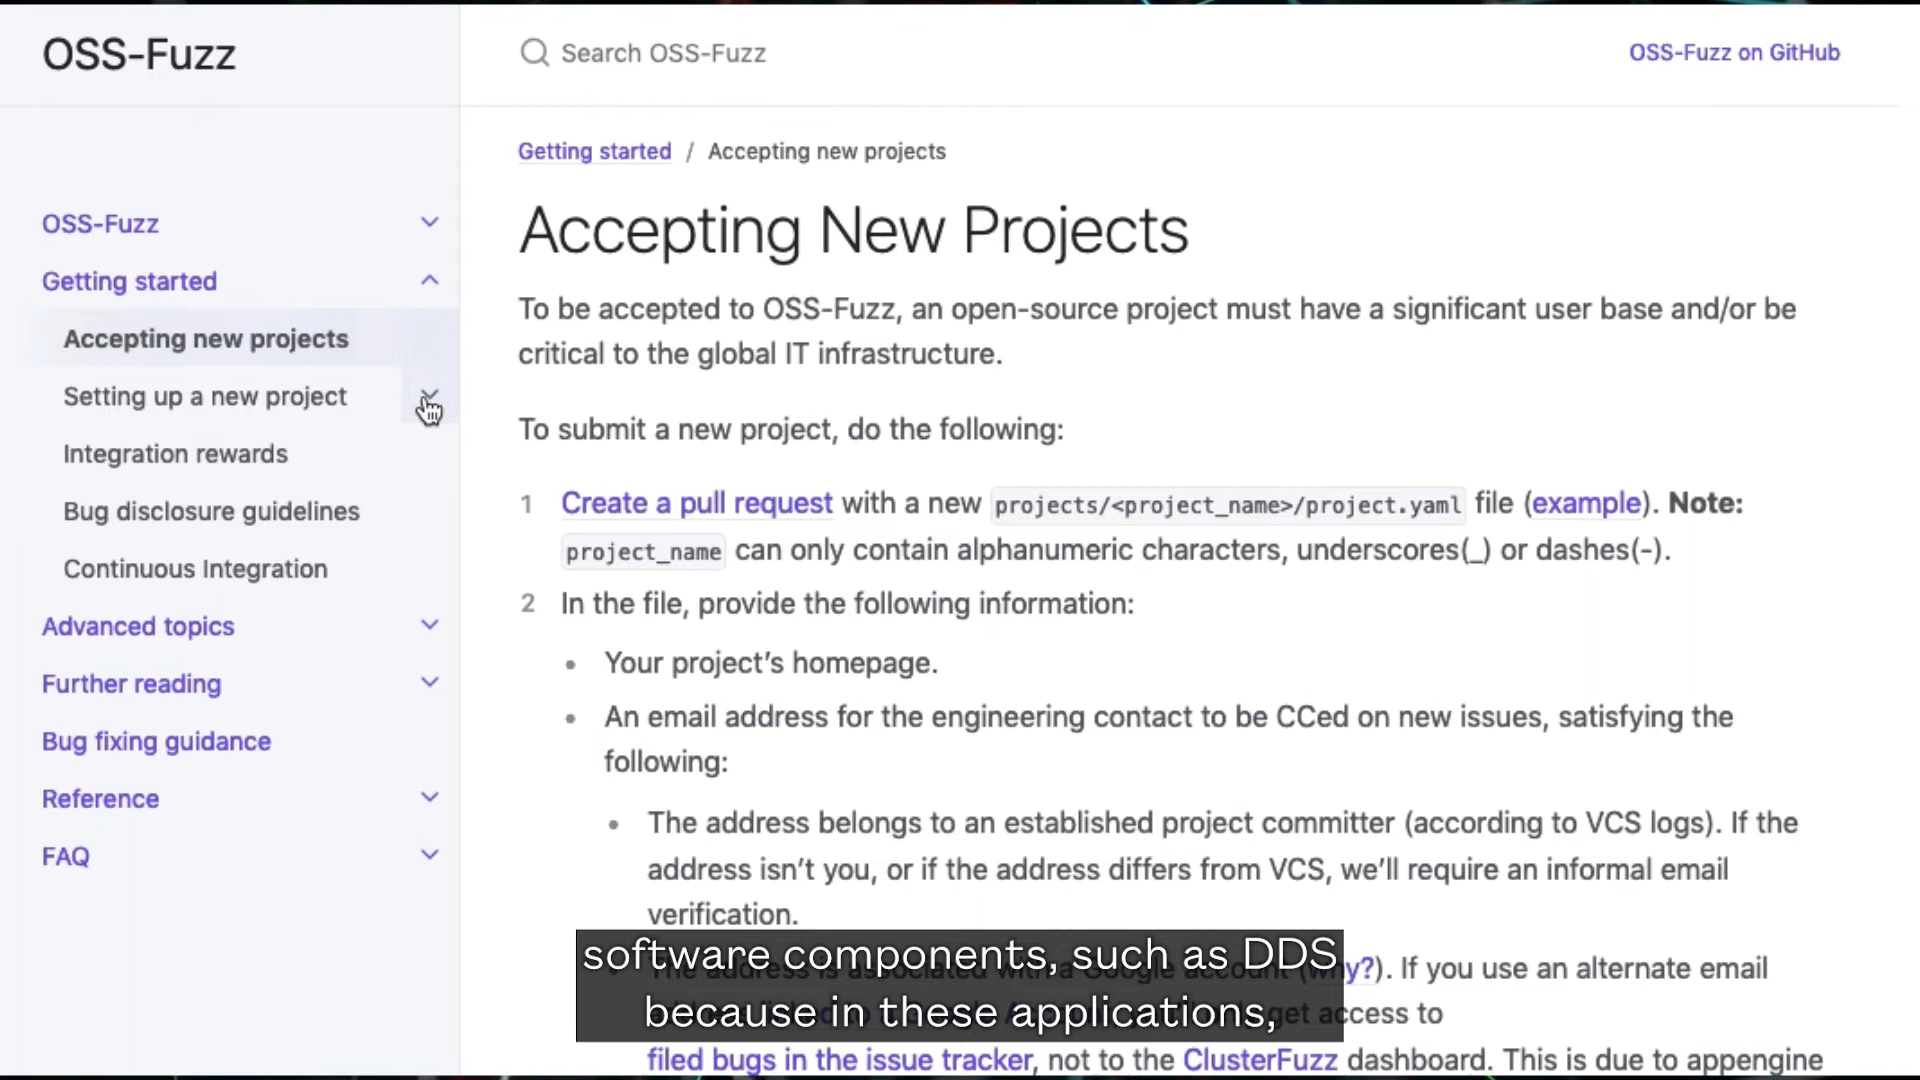 OSS-Fuzz
Search OSS-Fuzz
OSS-Fuzz on GitHub
OSS-Fuzz
Getting started
Accepting new projects
Setting up a new project
Integration rewards
Bug disclosure guidelines
Continuous Integration
Advanced topics
Further reading
Bug fixing guidance
Reference
FAQ
Getting started / Accepting new projects
Accepting New Projects
To be accepted to OSS-Fuzz, an open-source project must have a significant user base and/or be
critical to the global IT infrastructure.
To submit a new project, do the following:
1 Create a pull request with a new projects/<project_name>/project.yaml file (example). Note:
project_name can only contain alphanumeric characters, underscores(_) or dashes(-).
2 In the file, provide the following information:
• Your project’s homepage.
• An email address for the engineering contact to be CCed on new issues, satisfying the
following:
• The address belongs to an established project committer (according to VCS logs). If the
address isn’t you, or if the address differs from VCS, we’ll require an informal email
verification.
The address is associated with a Google account (why?). If you use an alternate email
get access to
filed bugs in the issue tracker, not to the ClusterFuzz dashboard. This is due to appengine
software components, such as DDS
because in these applications,